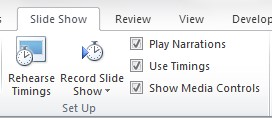 Slide Show Review View Develop
Rehearse Timings
Record Slide Show
Play Narrations
Use Timings
Show Media Controls
Set Up